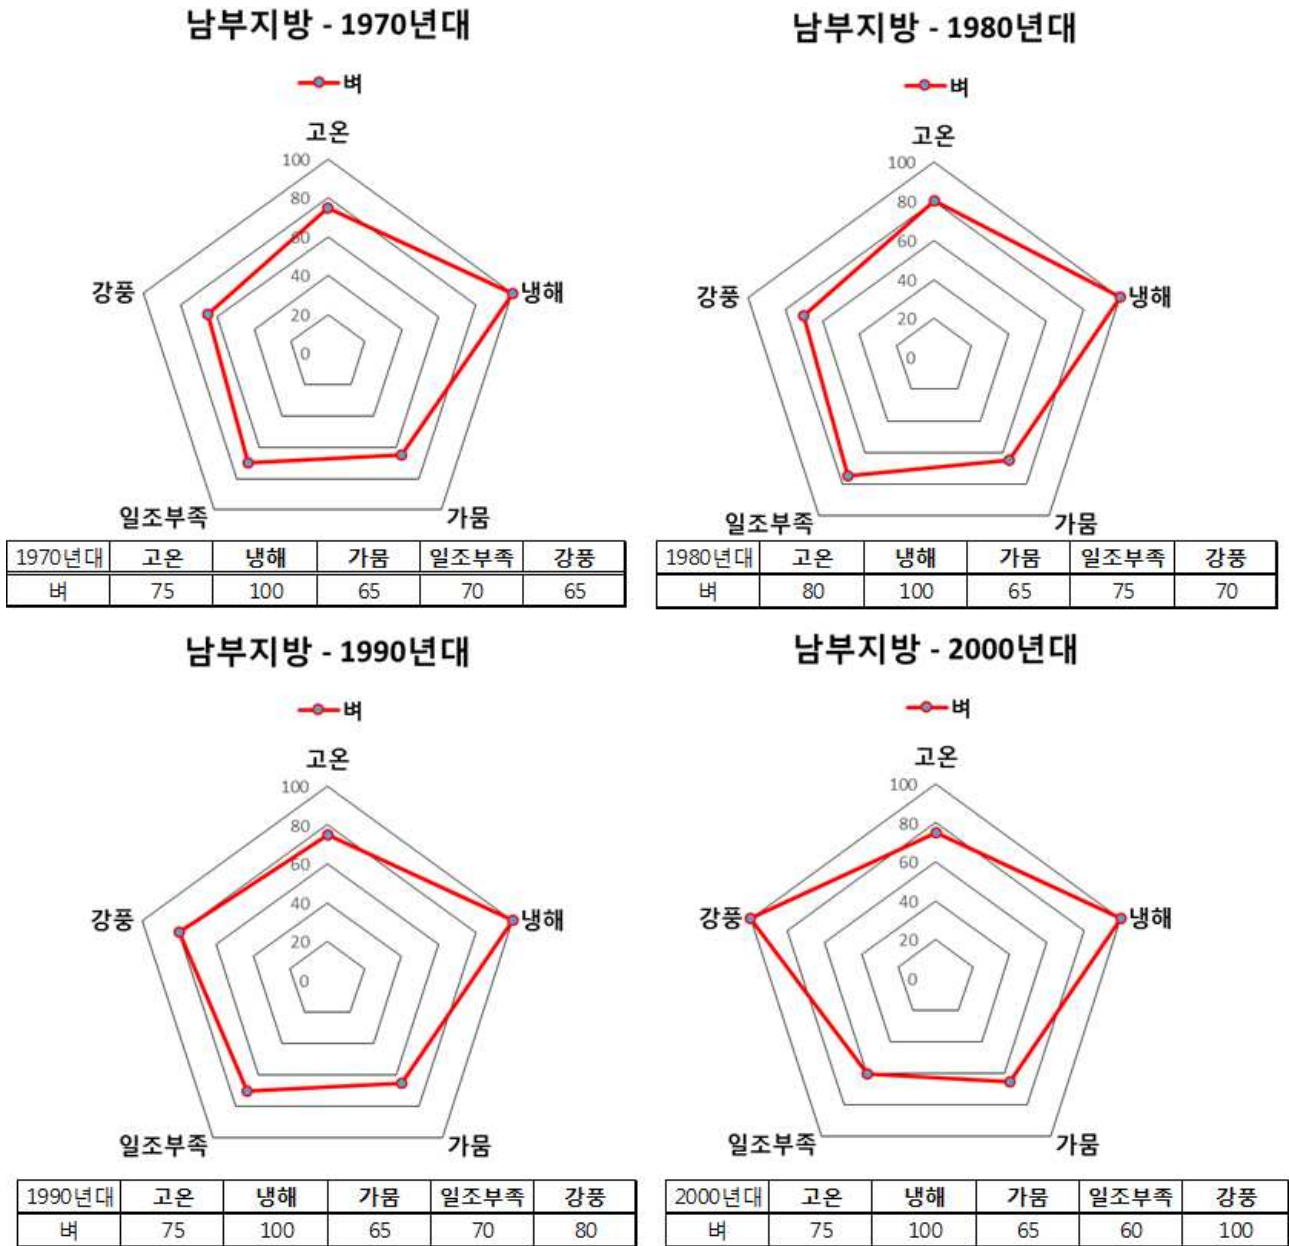 남부지방 - 1970년대
벼
고온
100
80
60
40
20
0
강풍
냉해
일조부족
가뭄
1970년대 고온 냉해 가뭄 일조부족 강풍
벼 75 100 65 70 65
남부지방 - 1980년대
벼
고온
100
80
60
40
20
0
강풍
냉해
일조부족
가뭄
1980년대 고온 냉해 가뭄 일조부족 강풍
벼 80 100 65 75 70
남부지방 - 1990년대
벼
고온
100
80
60
40
20
0
강풍
냉해
일조부족
가뭄
1990년대 고온 냉해 가뭄 일조부족 강풍
벼 75 100 65 70 80
남부지방 - 2000년대
벼
고온
100
80
60
40
20
0
강풍
냉해
일조부족
가뭄
2000년대 고온 냉해 가뭄 일조부족 강풍
벼 75 100 65 60 100